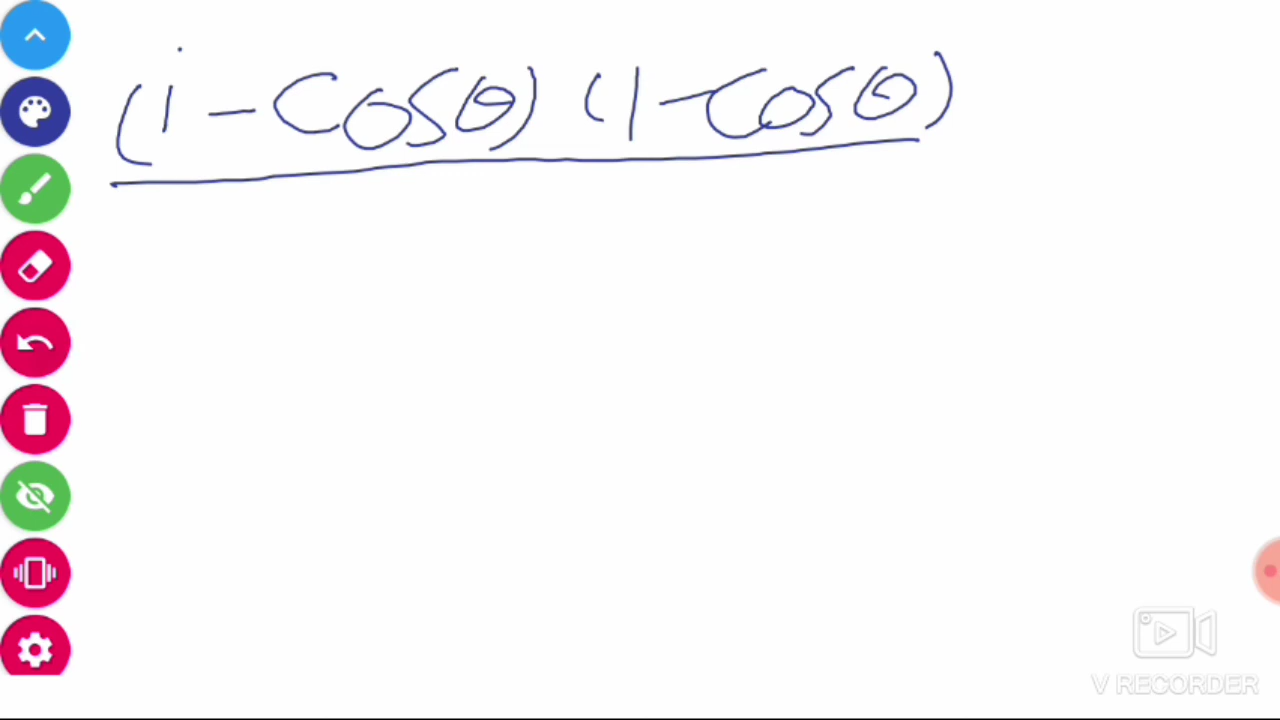 (1 - Cosθ) (1 - Cosθ)
V RECORDER